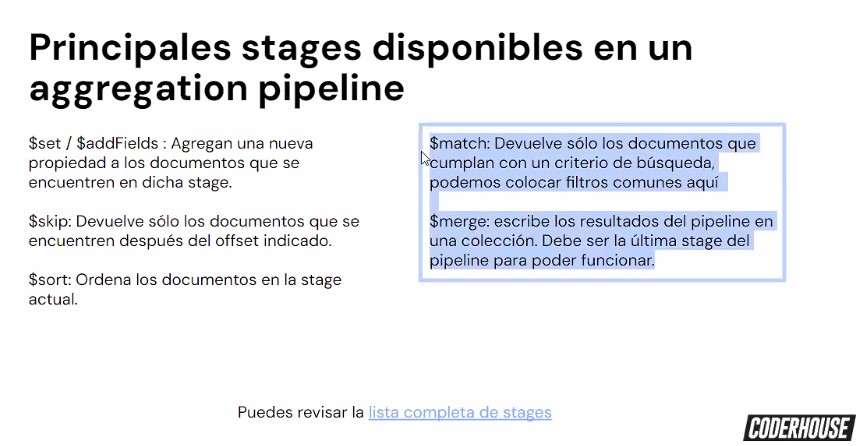 Principales stages disponibles en un
aggregation pipeline
$set / $addFields : Agregan una nueva
propiedad a los documentos que se
encuentren en dicha stage.
$skip: Devuelve sólo los documentos que se
encuentren después del offset indicado.
$sort: Ordena los documentos en la stage
actual.
$match: Devuelve sólo los documentos que
cumplan con un criterio de búsqueda,
podemos colocar filtros comunes aquí
$merge: escribe los resultados del pipeline en
una colección. Debe ser la última stage del
pipeline para poder funcionar.
Puedes revisar la lista completa de stages
CODERHOUSE